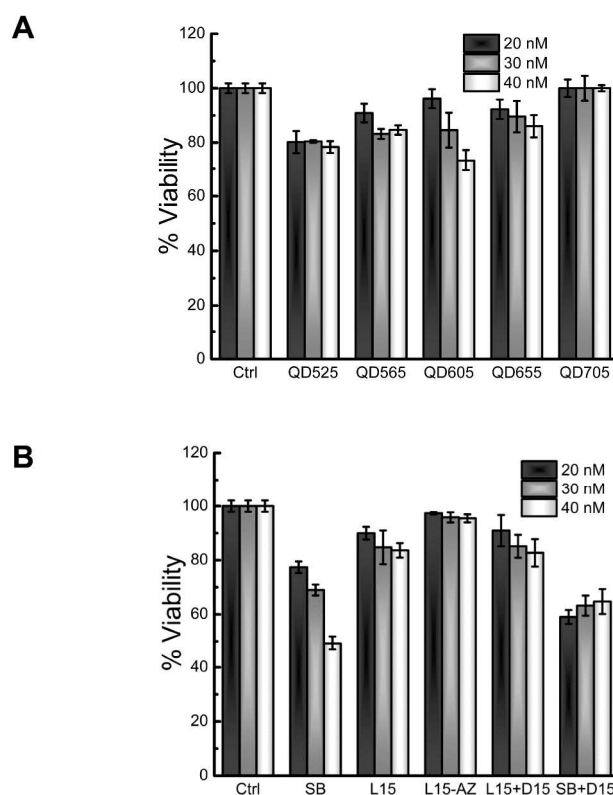 A
20 nM
30 nM
40 nM
120
100
80
60
40
20
0
% Viability
Ctrl QD525 QD565 QD605 QD655 QD705
B
20 nM
30 nM
40 nM
120
100
80
60
40
20
0
% Viability
Ctrl SB L15 L15-AZ L15+D15 SB+D15